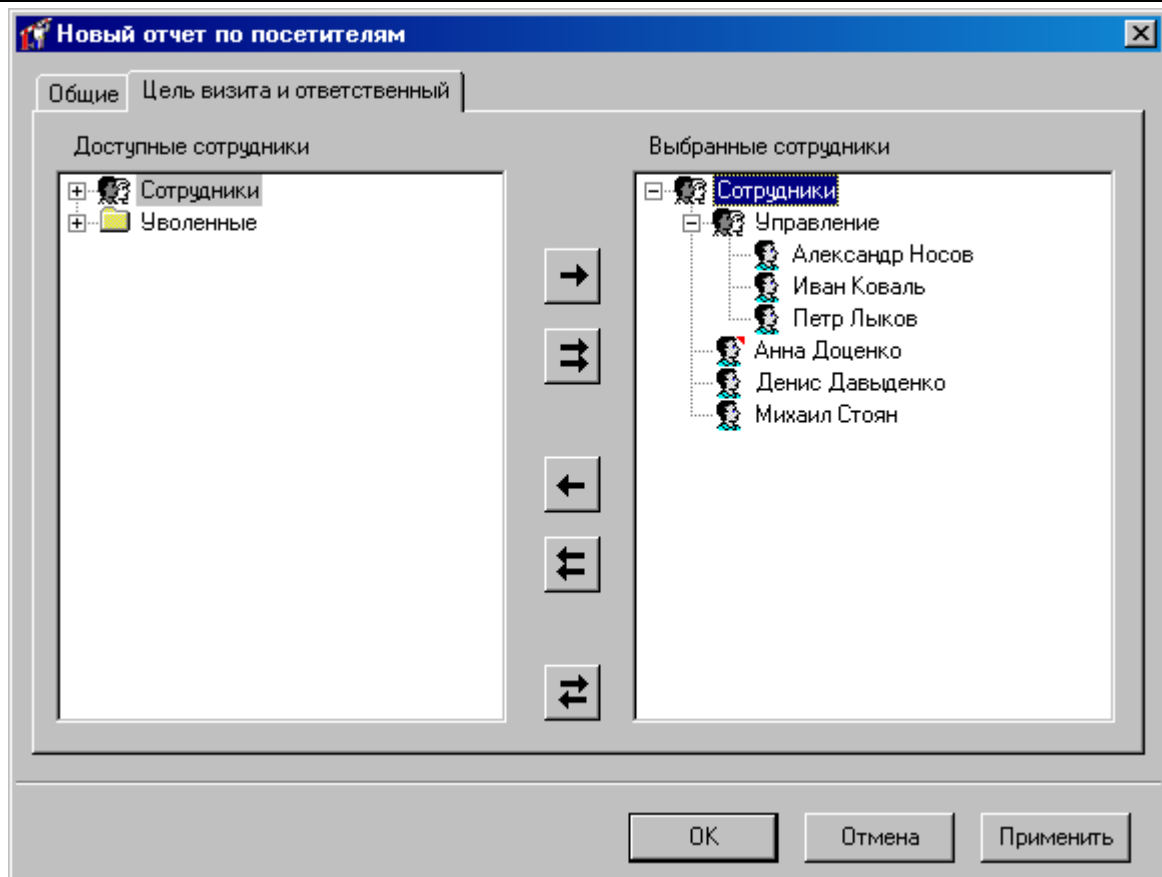 Новый отчет по посетителям
Общие
Цель визита и ответственный
Доступные сотрудники
Сотрудники
Уволенные
Выбранные сотрудники
Сотрудники
Управление
Александр Носов
Иван Коваль
Петр Лыков
Анна Доценко
Денис Давыденко
Михаил Стоян
OK
Отмена
Применить